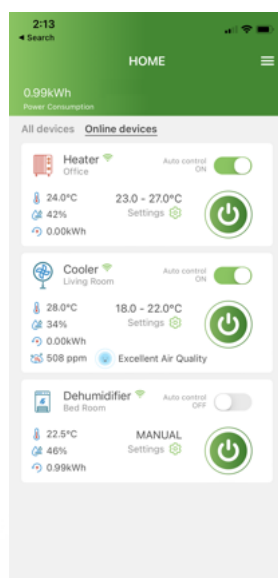 2:13
Search
HOME
0.99kWh
Power Consumption
All devices Online devices
Heater
Office
Auto control
ON
24.0°C
23.0 - 27.0°C
42%
Settings
0.00kWh
Cooler
Living Room
Auto control
ON
28.0°C
18.0 - 22.0°C
34%
Settings
0.00kWh
508 ppm
Excellent Air Quality
Dehumidifier
Bed Room
Auto control
OFF
22.5°C
MANUAL
46%
Settings
0.99kWh